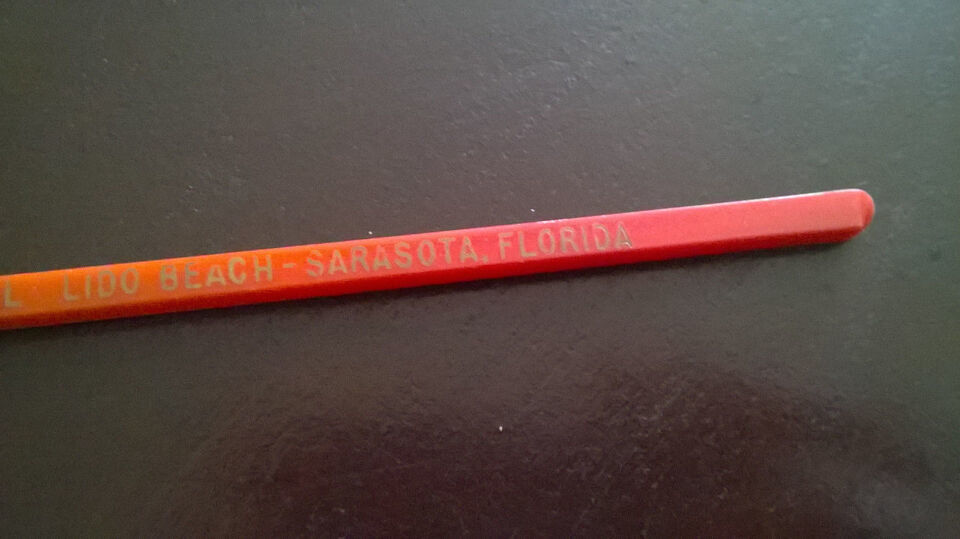 L LIDO BEACH-SARASOTA, FLORIDA